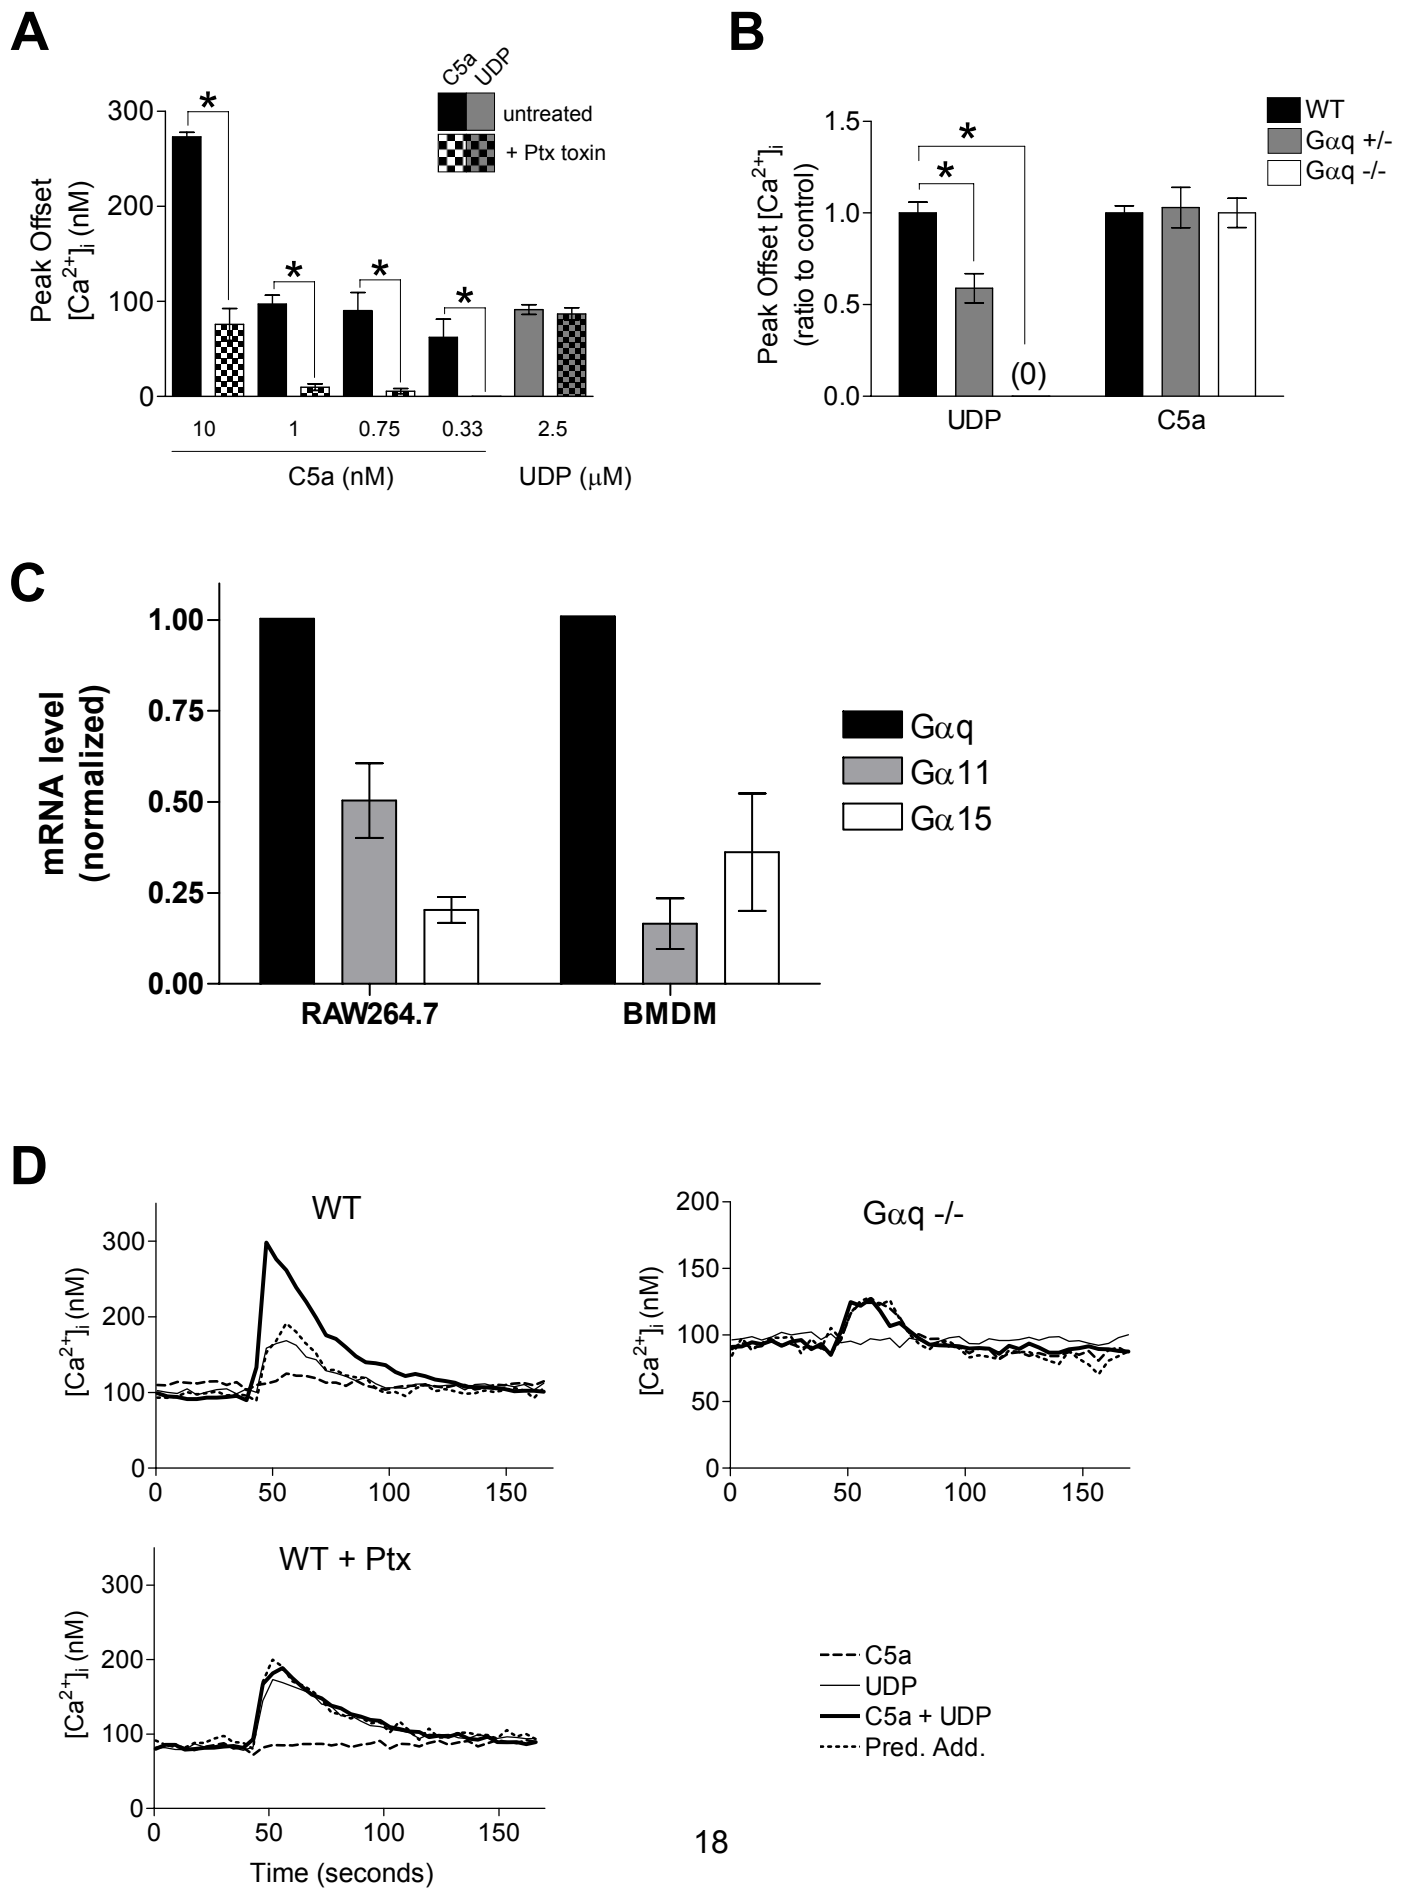 A
C5a
UDP
untreated
+ Ptx toxin
Peak Offset
[Ca2+]i (nM)
300
200
100
0
*
*
*
*
10
1
0.75
0.33
2.5
C5a (nM)
UDP (μM)
B
WT
Gαq +/-
Gαq -/-
Peak Offset [Ca2+]i
(ratio to control)
1.5
1.0
0.5
0.0
*
*
(0)
UDP
C5a
C
mRNA level
(normalized)
1.00
0.75
0.50
0.25
0.00
RAW264.7
BMDM
Gαq
Gα11
Gα15
D
WT
[Ca2+]i (nM)
300
200
100
0
0
50
100
150
Gαq -/-
[Ca2+]i (nM)
200
150
100
50
0
0
50
100
150
WT + Ptx
[Ca2+]i (nM)
300
200
100
0
0
50
100
150
Time (seconds)
C5a
UDP
C5a + UDP
Pred. Add.
18